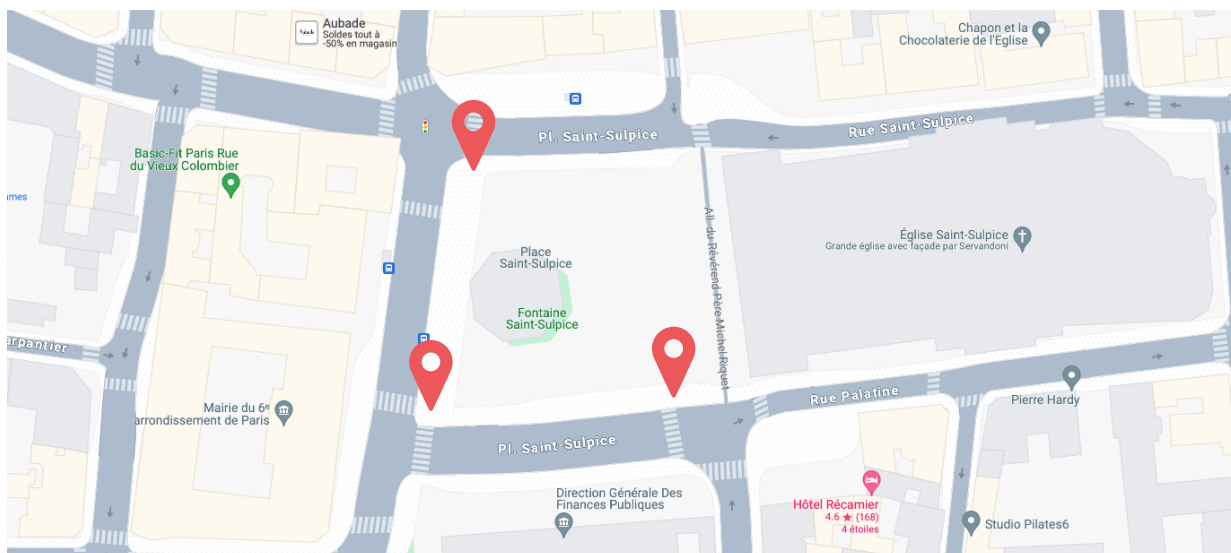 Aubade
Soldes tout à
-50% en magasin
Aubade
Chapon et la
Chocolaterie de l'Eglise
Pl. Saint-Sulpice
Rue Saint-Sulpice
Basic-Fit Paris Rue
du Vieux Colombier
ames
All. du Révérend Père Michel Riquet
Église Saint-Sulpice
Grande église avec façade par Servandoni
Place
Saint-Sulpice
Fontaine
Saint-Sulpice
arpantier
Mairie du 6e
arrondissement de Paris
Rue Palatine
Pierre Hardy
Pl. Saint-Sulpice
Direction Générale Des
Finances Publiques
Hôtel Récamier
4.6 ★ (168)
4 étoiles
Studio Pilates6